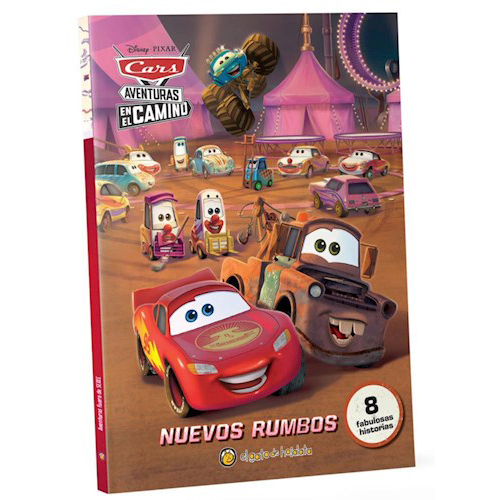 Disney · PIXAR
Cars
AVENTURAS
EN EL CAMINO
NUEVOS RUMBOS
8
fabulosas
historias
el gato de hojalata